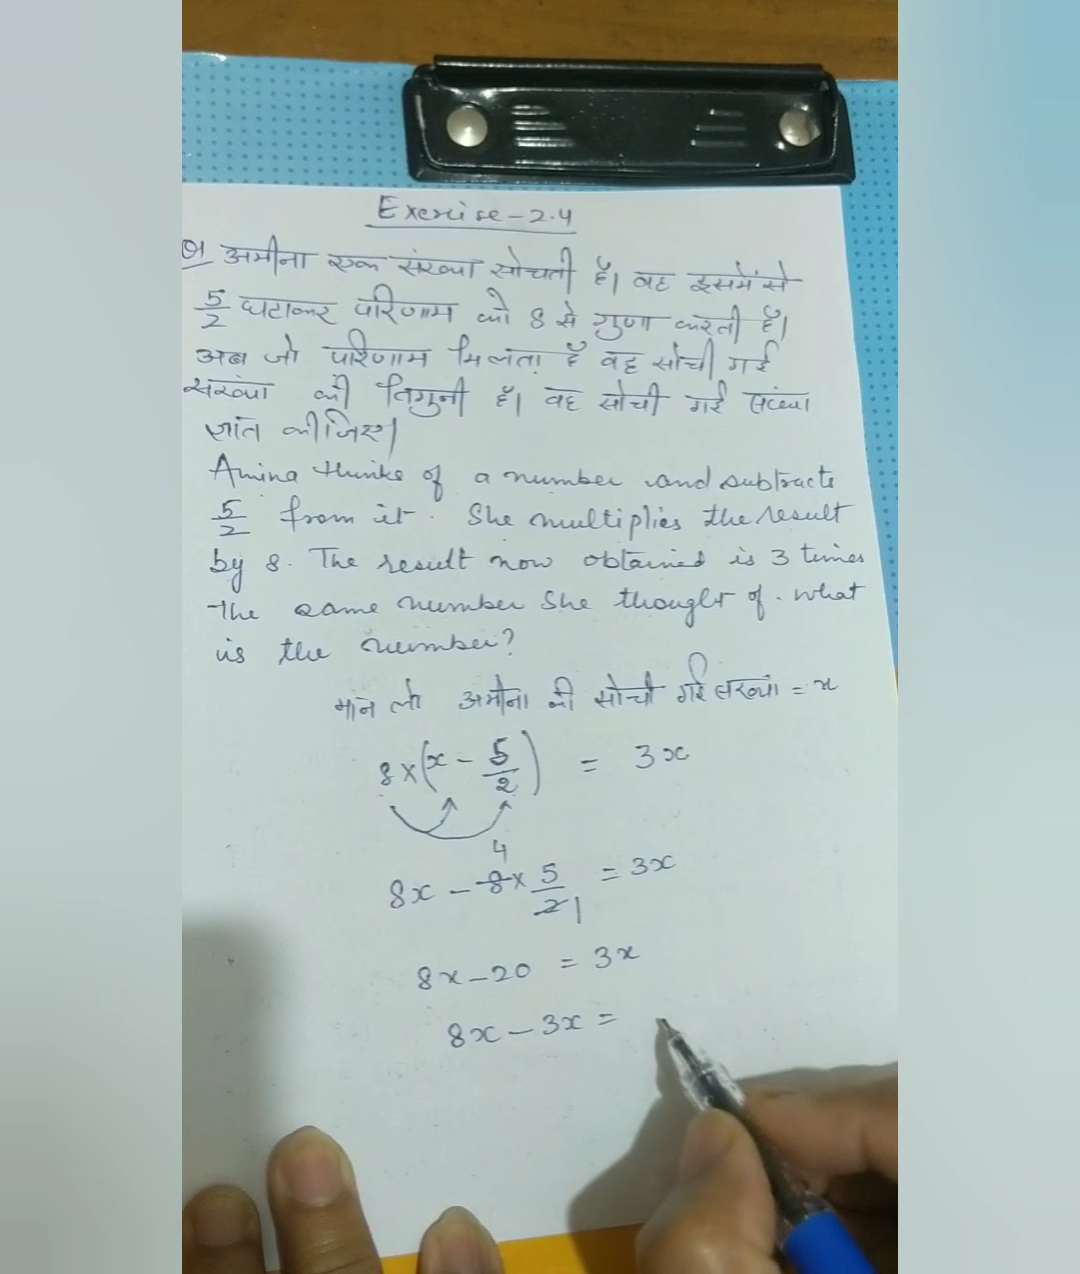 Exercise-2.4
Q1 अमीना एक संख्या सोचती है। वह इसमें से
5/2 घटाकर परिणाम को 8 से गुणा करती है।
अब जो परिणाम मिलता है वह सोची गई
संख्या की तिगुनी है। वह सोची गई संख्या
ज्ञांत कीजिए।
Amina thinks of a number and subtracts
5/2 from it. She multiplies the result
by 8. The result now obtained is 3 times
the same number she thought of. what
is the number?
मान लो अमीना की सोची गई संख्या = x
8×(x - 5/2) = 3x
4
8x - 8× 5/2 1 = 3x
8x-20 = 3x
8x-3x =